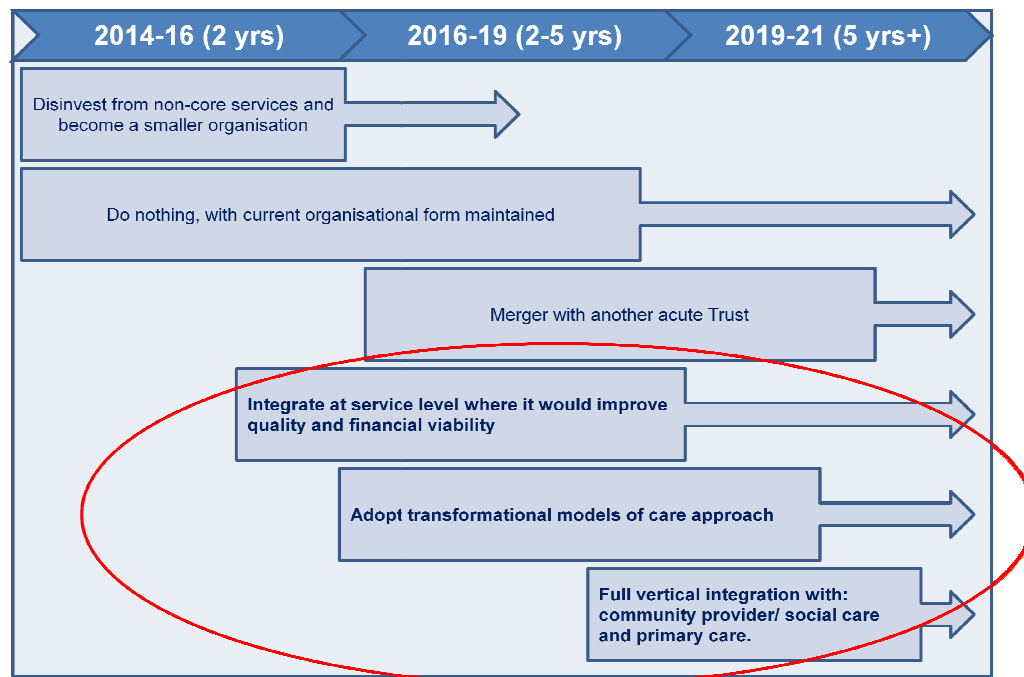 2014-16 (2 yrs)
2016-19 (2-5 yrs)
2019-21 (5 yrs+)
Disinvest from non-core services and
become a smaller organisation
Do nothing, with current organisational form maintained
Merger with another acute Trust
Integrate at service level where it would improve
quality and financial viability
Adopt transformational models of care approach
Full vertical integration with:
community provider/ social care
and primary care.